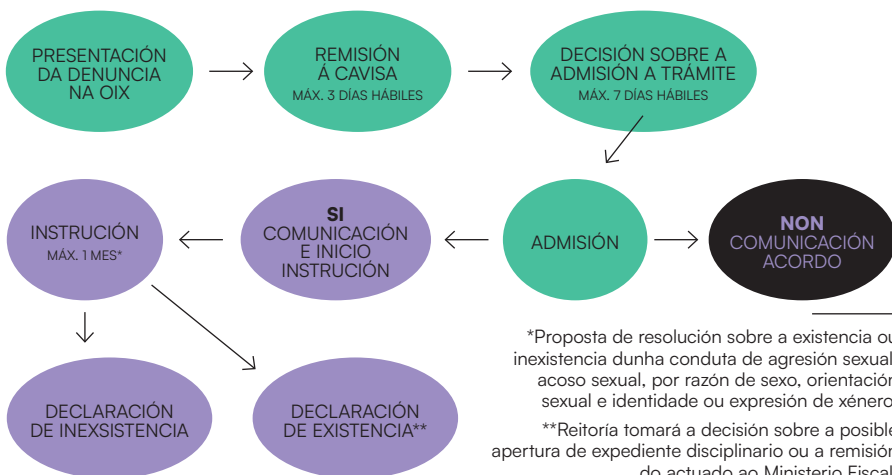 PRESENTACIÓN
DA DENUNCIA
NA OIX
REMISIÓN
Á CAVISA
MÁX. 3 DÍAS HÁBILES
DECISIÓN SOBRE A
ADMISIÓN A TRÁMITE
MÁX. 7 DÍAS HÁBILES
INSTRUCIÓN
MÁX. 1 MES*
SI
COMUNICACIÓN
E INICIO
INSTRUCIÓN
ADMISIÓN
NON
COMUNICACIÓN
ACORDO
DECLARACIÓN
DE INEXSISTENCIA
DECLARACIÓN
DE EXISTENCIA**
*Proposta de resolución sobre a existencia ou
inexistencia dunha conduta de agresión sexual,
acoso sexual, por razón de sexo, orientación
sexual e identidade ou expresión de xénero.
**Reitoría tomará a decisión sobre a posible
apertura de expediente disciplinario ou a remisión
do actuado ao Ministerio Fiscal.